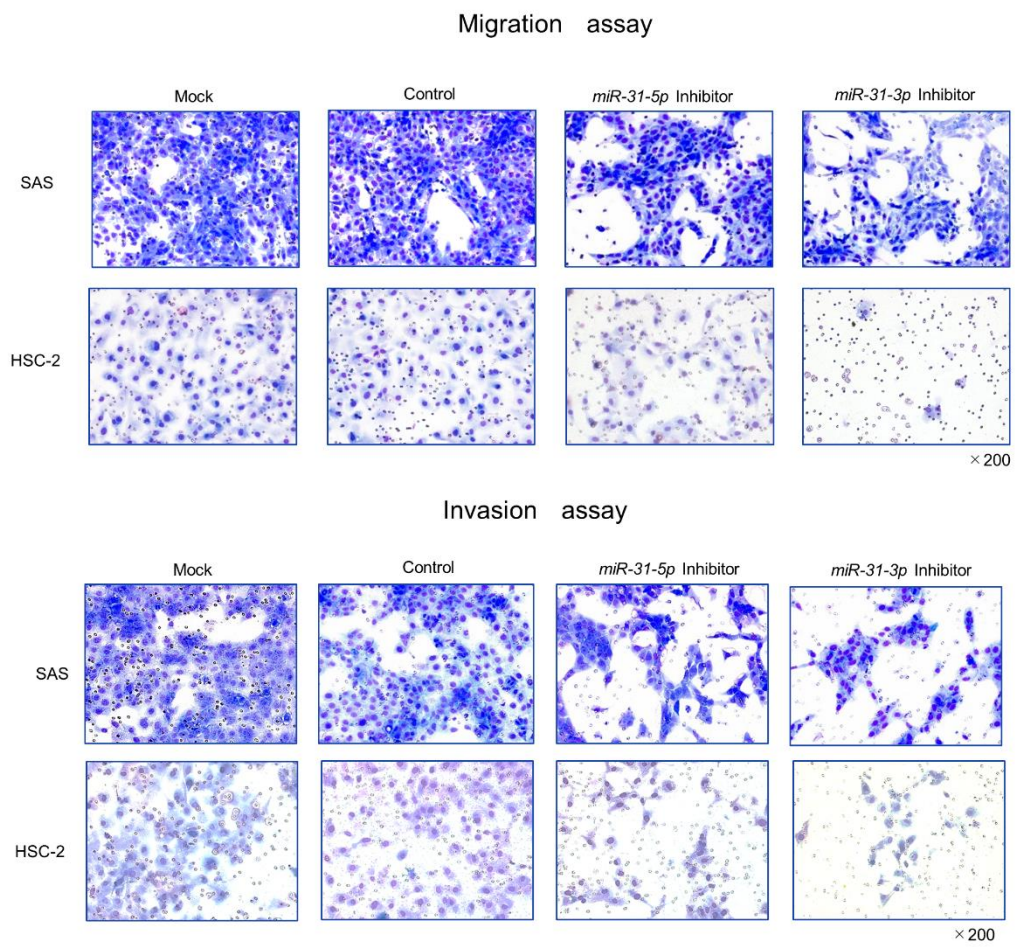 Migration assay
Mock Control miR-31-5p Inhibitor miR-31-3p Inhibitor
SAS
HSC-2
×200
Invasion assay
Mock Control miR-31-5p Inhibitor miR-31-3p Inhibitor
SAS
HSC-2
×200